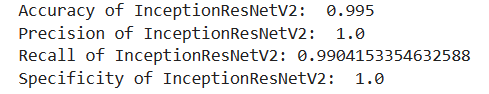 Accuracy of InceptionResNetV2:  0.995
Precision of InceptionResNetV2:  1.0
Recall of InceptionResNetV2: 0.9904153354632588
Specificity of InceptionResNetV2:  1.0